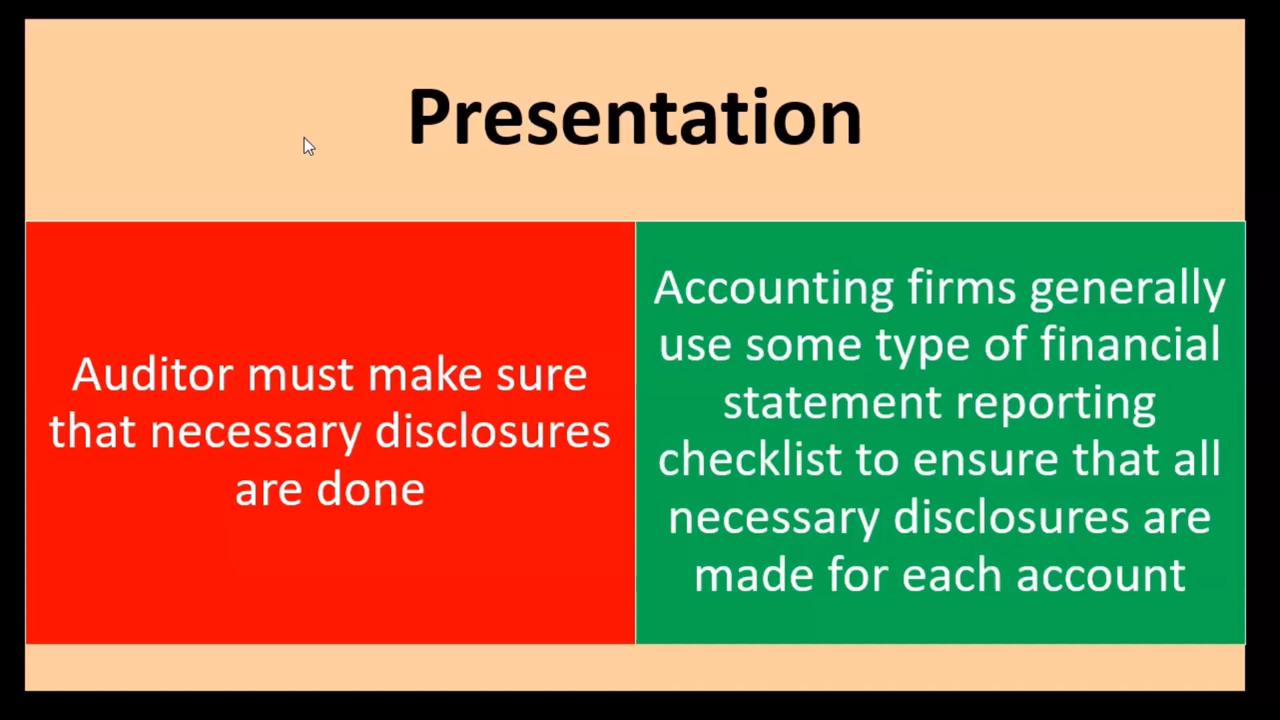 Presentation
Auditor must make sure
that necessary disclosures
are done
Accounting firms generally
use some type of financial
statement reporting
checklist to ensure that all
necessary disclosures are
made for each account